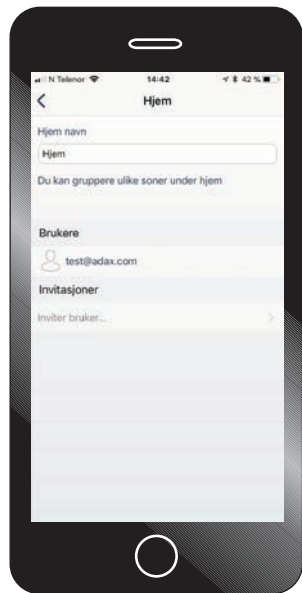 N Telenor 14:42 42 %
Hjem
Hjem navn
Hjem
Du kan gruppere ulike soner under hjem
Brukere
test@adax.com
Invitasjoner
Inviter bruker...